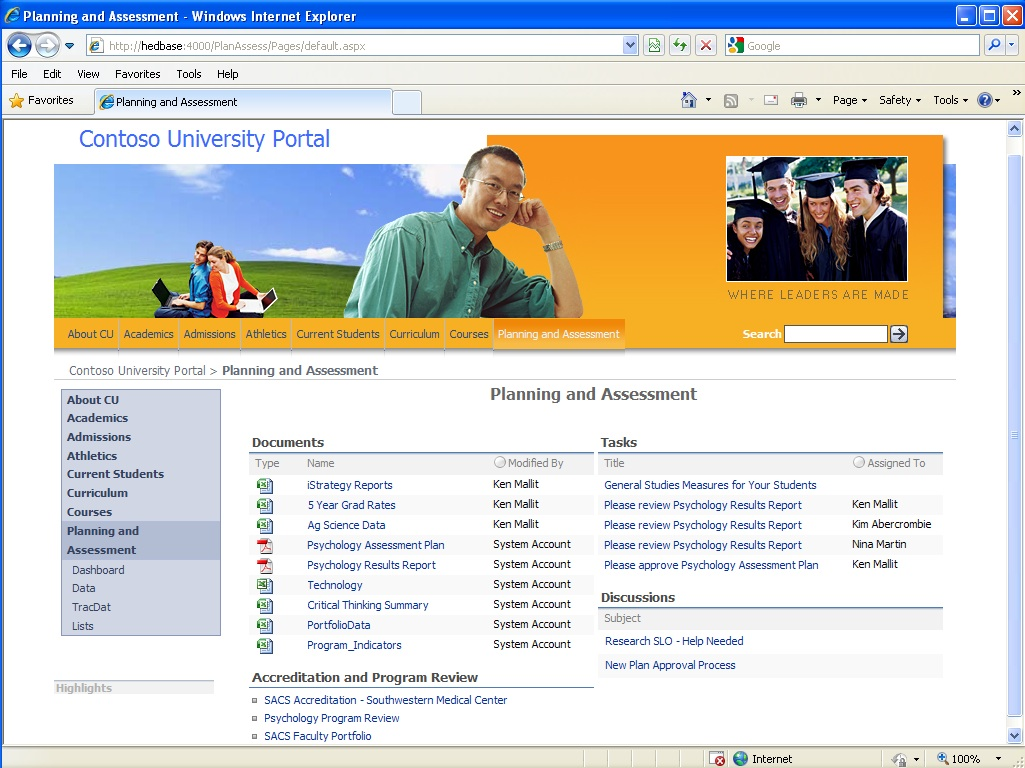 Planning and Assessment - Windows Internet Explorer
http://hedbase:4000/PlanAssess/Pages/default.aspx
Google
File Edit View Favorites Tools Help
Favorites
Planning and Assessment
Page Safety Tools
Contoso University Portal
WHERE LEADERS ARE MADE
About CU Academics Admissions Athletics Current Students Curriculum Courses Planning and Assessment
Search
Contoso University Portal > Planning and Assessment
About CU
Academics
Admissions
Athletics
Current Students
Curriculum
Courses
Planning and
Assessment
Dashboard
Data
TracDat
Lists
Highlights
Planning and Assessment
Documents
Type Name Modified By
iStrategy Reports Ken Mallit
5 Year Grad Rates Ken Mallit
Ag Science Data Ken Mallit
Psychology Assessment Plan System Account
Psychology Results Report System Account
Technology System Account
Critical Thinking Summary System Account
PortfolioData System Account
Program_Indicators System Account
Accreditation and Program Review
SACS Accreditation - Southwestern Medical Center
Psychology Program Review
SACS Faculty Portfolio
Tasks
Title Assigned To
General Studies Measures for Your Students
Please review Psychology Results Report Ken Mallit
Please review Psychology Results Report Kim Abercrombie
Please review Psychology Results Report Nina Martin
Please approve Psychology Assessment Plan Ken Mallit
Discussions
Subject
Research SLO - Help Needed
New Plan Approval Process
Internet
100%